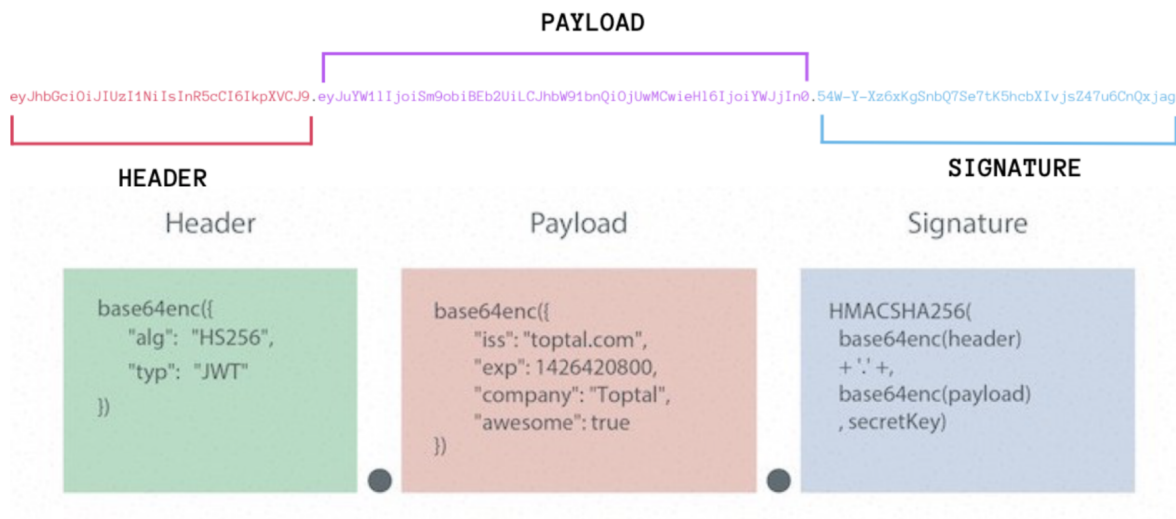 PAYLOAD
eyJhbGciOiJIUzI1NiIsInR5cCI6IkpXVCJ9.eyJuYW1lIjoiSm9obiBEb2UiLCJhbW91bnQiOjUwMCwieHl6IjoiYWJjIn0.54W-Y-Xz6xKgSnbQ7Se7tK5hcbXIvjsZ47u6CnQxjag
HEADER
SIGNATURE
Header
Payload
Signature
base64enc({
"alg": "HS256",
"typ": "JWT"
})
base64enc({
"iss": "toptal.com",
"exp": 1426420800,
"company": "Toptal",
"awesome": true
})
HMACSHA256(
base64enc(header)
+ '.' +,
base64enc(payload)
, secretKey)